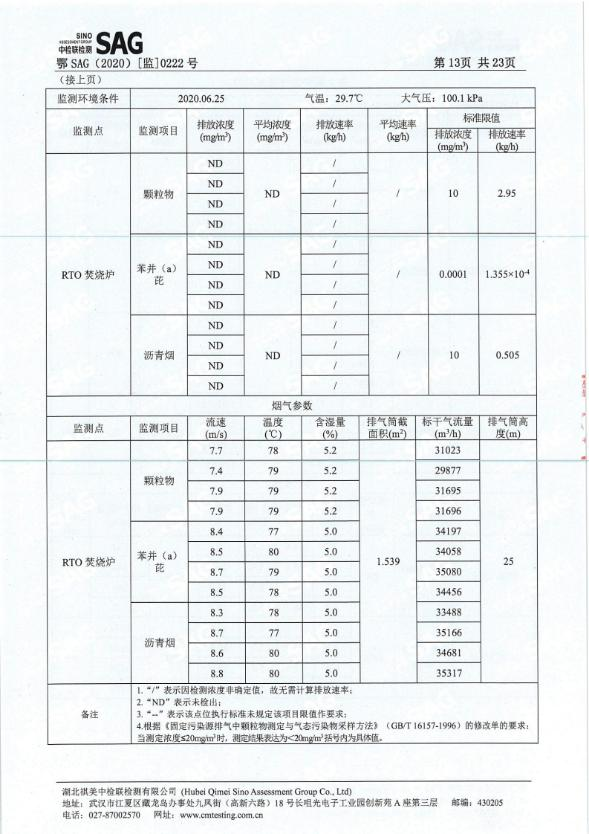 SINO
ASSESSMENT GROUP
中检联检测 SAG
鄂 SAG（2020）[监]0222 号 第 13页 共 23页
（接上页）
监测环境条件 2020.06.25 气温：29.7℃ 大气压：100.1 kPa
监测点 监测项目 排放浓度(mg/m³) 平均浓度(mg/m³) 排放速率(kg/h) 平均速率(kg/h) 标准限值
排放浓度(mg/m³) 排放速率(kg/h)
RTO 焚烧炉 颗粒物 ND ND / / 10 2.95
ND /
ND /
ND /
苯并（a）芘 ND ND / / 0.0001 1.355×10⁻⁴
ND /
ND /
ND /
沥青烟 ND ND / / 10 0.505
ND /
ND /
ND /
烟气参数
监测点 监测项目 流速(m/s) 温度(℃) 含湿量(%) 排气筒截面积(m²) 标干气流量(m³/h) 排气筒高度(m)
RTO 焚烧炉 颗粒物 7.7 78 5.2 1.539 31023 25
7.4 79 5.2 29877
7.9 79 5.2 31695
7.9 79 5.2 31696
苯并（a）芘 8.4 77 5.0 34197
8.5 80 5.0 34058
8.7 79 5.0 35080
8.5 78 5.0 34456
沥青烟 8.3 78 5.0 33488
8.7 77 5.0 35166
8.6 80 5.0 34681
8.8 80 5.0 35317
备注 1.“/”表示因检测浓度非确定值，故无需计算排放速率；
2.“ND”表示未检出；
3.“--”表示该点位执行标准未规定该项目限值作要求；
4.根据《固定污染源排气中颗粒物测定与气态污染物采样方法》（GB/T 16157-1996）的修改单的要求：
当测定浓度≤20mg/m³时，测定结果表达为<20mg/m³括号内为具体值。
湖北祺美中检联检测有限公司 (Hubei Qimei Sino Assessment Group Co., Ltd)
地址：武汉市江夏区藏龙岛办事处九凤街（高新六路）18 号长咀光电子工业园创新苑 A 座第三层 邮编：430205
电话：027-87002570 网址：www.cmtesting.com.cn